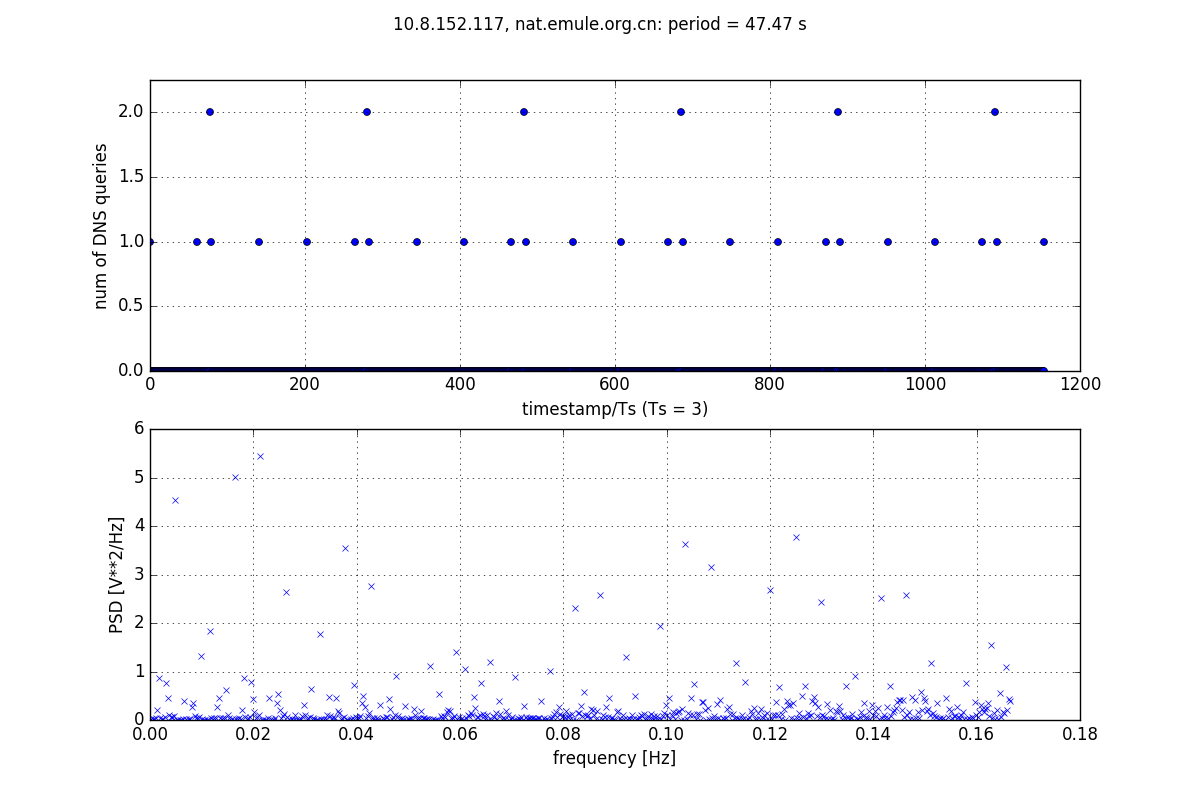 10.8.152.117, nat.emule.org.cn: period = 47.47 s
2.0
1.5
1.0
0.5
0.0
num of DNS queries
0 200 400 600 800 1000 1200
timestamp/Ts (Ts = 3)
6
5
4
3
2
1
0
PSD [V**2/Hz]
0.00 0.02 0.04 0.06 0.08 0.10 0.12 0.14 0.16 0.18
frequency [Hz]